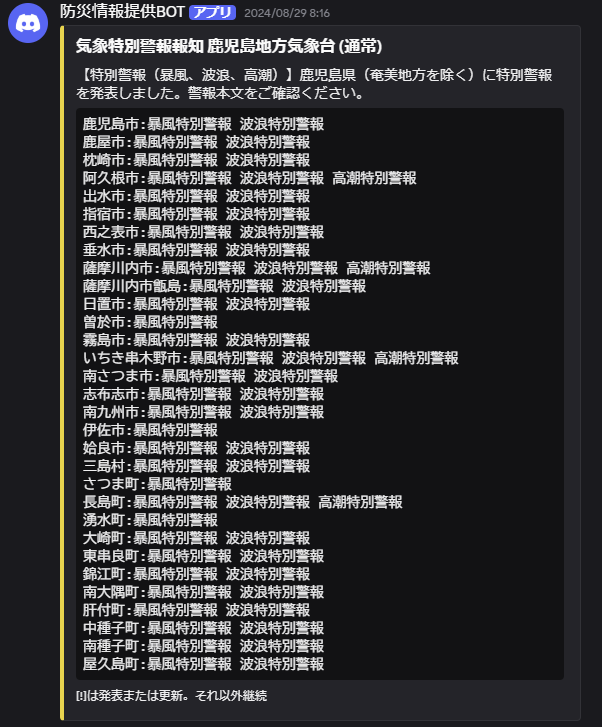 防災情報提供BOT アプリ 2024/08/29 8:16
気象特別警報報知 鹿児島地方気象台 (通常)
【特別警報（暴風、波浪、高潮）】鹿児島県（奄美地方を除く）に特別警報
を発表しました。警報本文をご確認ください。
鹿児島市:暴風特別警報 波浪特別警報
鹿屋市:暴風特別警報 波浪特別警報
枕崎市:暴風特別警報 波浪特別警報
阿久根市:暴風特別警報 波浪特別警報 高潮特別警報
出水市:暴風特別警報 波浪特別警報
指宿市:暴風特別警報 波浪特別警報
西之表市:暴風特別警報 波浪特別警報
垂水市:暴風特別警報 波浪特別警報
薩摩川内市:暴風特別警報 波浪特別警報 高潮特別警報
薩摩川内市甑島:暴風特別警報 波浪特別警報
日置市:暴風特別警報 波浪特別警報
曽於市:暴風特別警報
霧島市:暴風特別警報 波浪特別警報
いちき串木野市:暴風特別警報 波浪特別警報 高潮特別警報
南さつま市:暴風特別警報 波浪特別警報
志布志市:暴風特別警報 波浪特別警報
南九州市:暴風特別警報 波浪特別警報
伊佐市:暴風特別警報
姶良市:暴風特別警報 波浪特別警報
三島村:暴風特別警報 波浪特別警報
さつま町:暴風特別警報
長島町:暴風特別警報 波浪特別警報 高潮特別警報
湧水町:暴風特別警報
大崎町:暴風特別警報 波浪特別警報
東串良町:暴風特別警報 波浪特別警報
錦江町:暴風特別警報 波浪特別警報
南大隅町:暴風特別警報 波浪特別警報
肝付町:暴風特別警報 波浪特別警報
中種子町:暴風特別警報 波浪特別警報
南種子町:暴風特別警報 波浪特別警報
屋久島町:暴風特別警報 波浪特別警報
[!]は発表または更新。それ以外継続